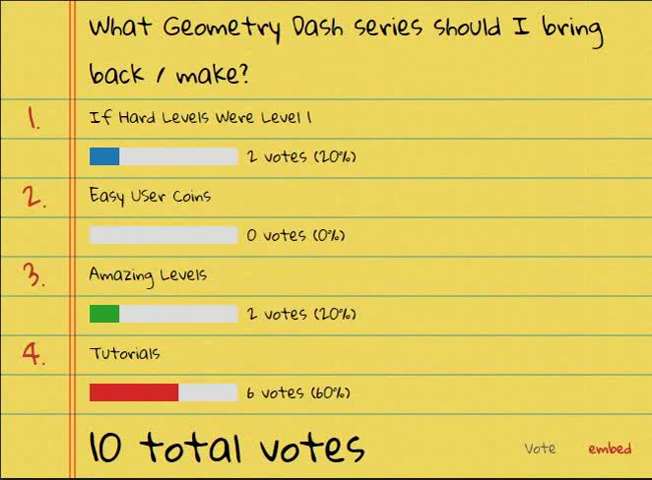 What Geometry Dash series should I bring
back / make?
1.
If Hard Levels Were Level 1
2 votes (20%)
2.
Easy User Coins
0 votes (0%)
3.
Amazing Levels
2 votes (20%)
4.
Tutorials
6 votes (60%)
10 total votes
Vote embed